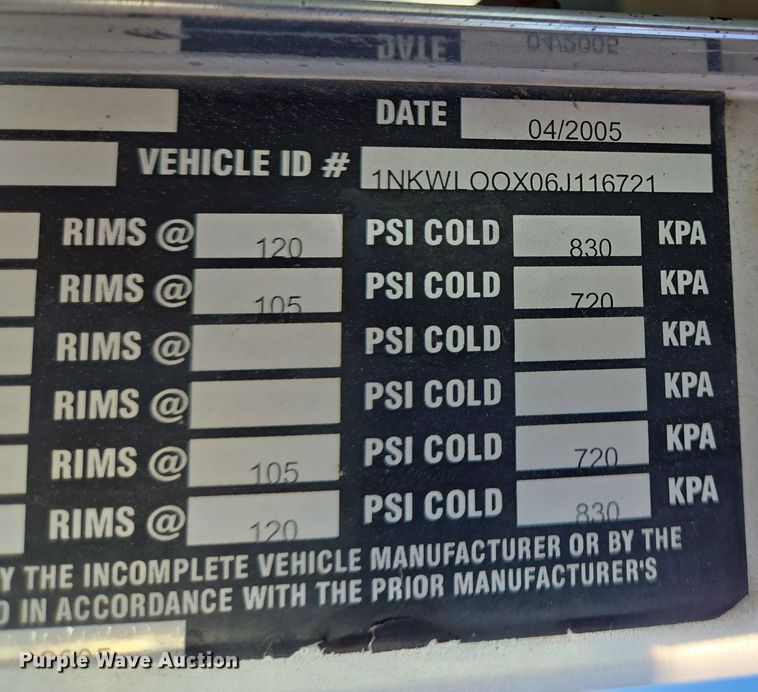 DATE 04/2005
VEHICLE ID # 1NKWLOOX06J116721
RIMS @ 120 PSI COLD 830 KPA
RIMS @ 105 PSI COLD 720 KPA
RIMS @ PSI COLD KPA
RIMS @ PSI COLD KPA
RIMS @ 105 PSI COLD 720 KPA
RIMS @ 120 PSI COLD 830 KPA
Y THE INCOMPLETE VEHICLE MANUFACTURER OR BY THE
D IN ACCORDANCE WITH THE PRIOR MANUFACTURER'S
Purple Wave Auction